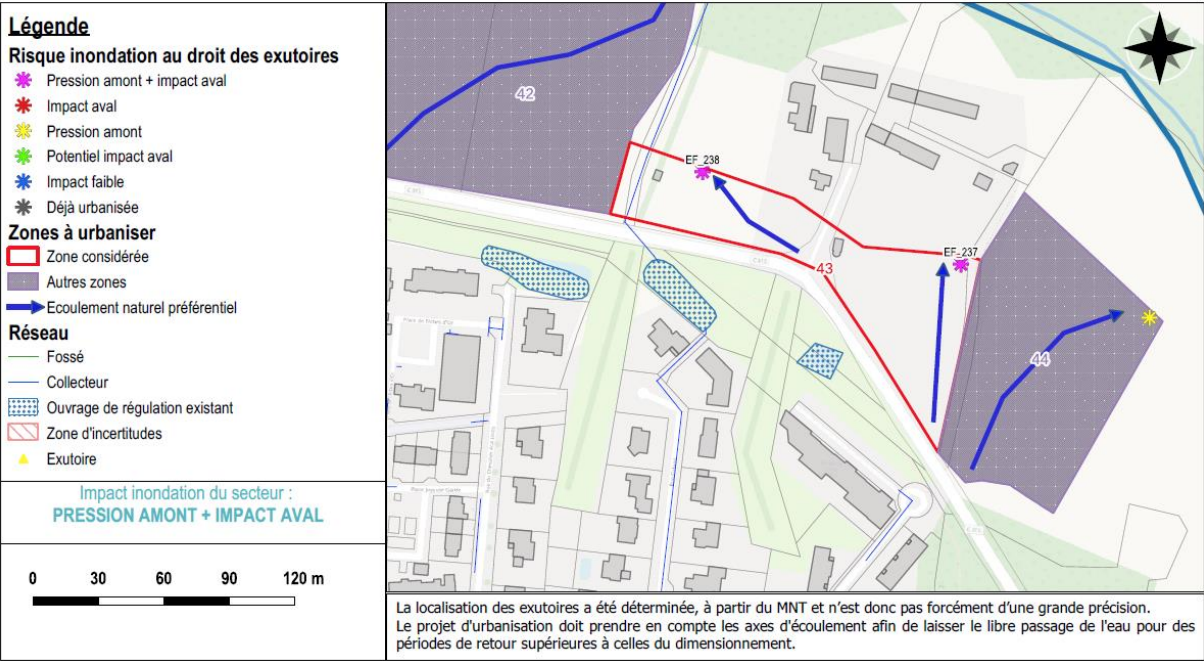 Légende
Risque inondation au droit des exutoires
Pression amont + impact aval
Impact aval
Pression amont
Potentiel impact aval
Impact faible
Déjà urbanisée
Zones à urbaniser
Zone considérée
Autres zones
Ecoulement naturel préférentiel
Réseau
Fossé
Collecteur
Ouvrage de régulation existant
Zone d'incertitudes
Exutoire
Impact inondation du secteur :
PRESSION AMONT + IMPACT AVAL
0 30 60 90 120 m
42
EF_238
EF_237
43
44
La localisation des exutoires a été déterminée, à partir du MNT et n'est donc pas forcément d'une grande précision.
Le projet d'urbanisation doit prendre en compte les axes d'écoulement afin de laisser le libre passage de l'eau pour des
périodes de retour supérieures à celles du dimensionnement.